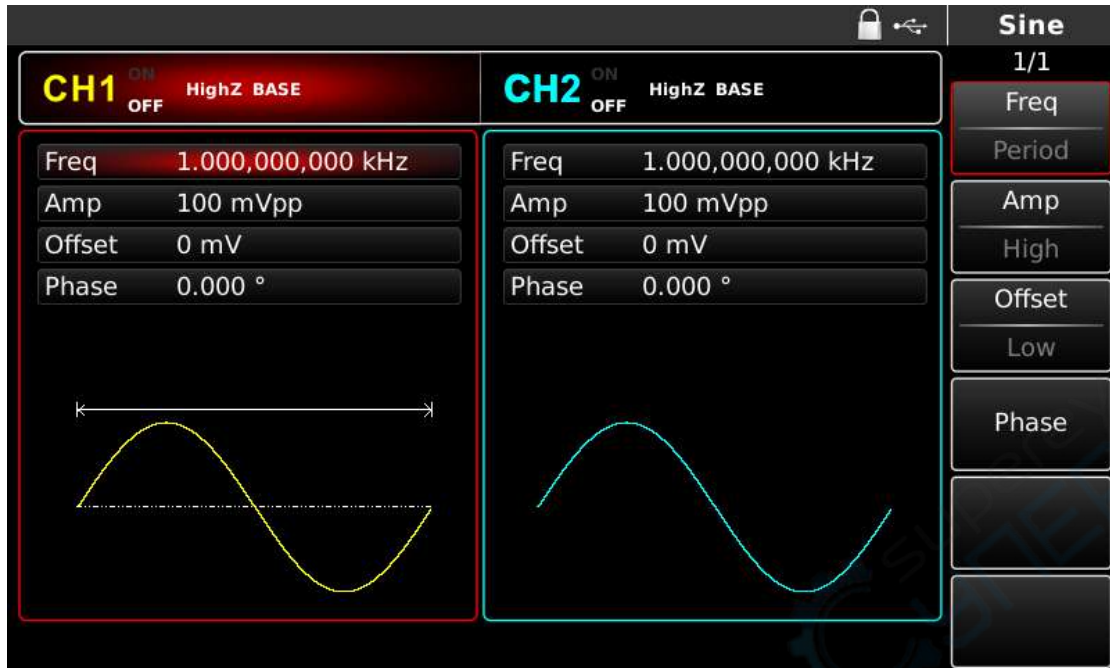 Sine
1/1
CH1 ON OFF HighZ BASE
CH2 ON OFF HighZ BASE
Freq 1.000,000,000 kHz
Amp 100 mVpp
Offset 0 mV
Phase 0.000 °
Freq 1.000,000,000 kHz
Amp 100 mVpp
Offset 0 mV
Phase 0.000 °
Freq
Period
Amp
High
Offset
Low
Phase